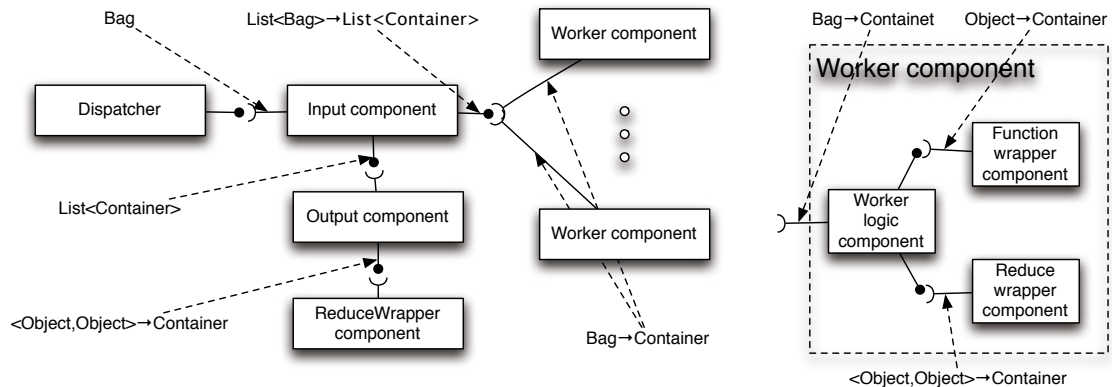 Bag
List<Bag>→List<Container>
Worker component
Dispatcher
Input component
List<Container>
Output component
Worker component
<Object,Object>→Container
ReduceWrapper
component
Bag→Container
Bag→Containet
Object→Container
Worker component
Function
wrapper
component
Worker
logic
component
Reduce
wrapper
component
<Object,Object>→Container